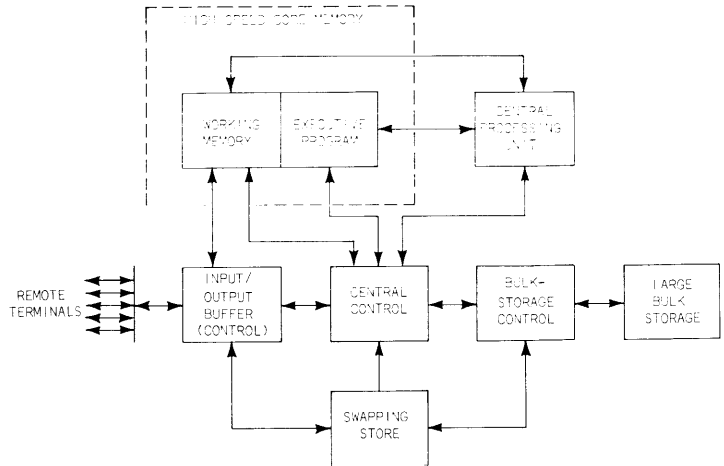 HIGH SPEED CORE MEMORY
WORKING
MEMORY
EXECUTIVE
PROGRAM
CENTRAL
PROCESSING
UNIT
REMOTE
TERMINALS
INPUT/
OUTPUT
BUFFER
(CONTROL)
CENTRAL
CONTROL
BULK-
STORAGE
CONTROL
LARGE
BULK
STORAGE
SWAPPING
STORE